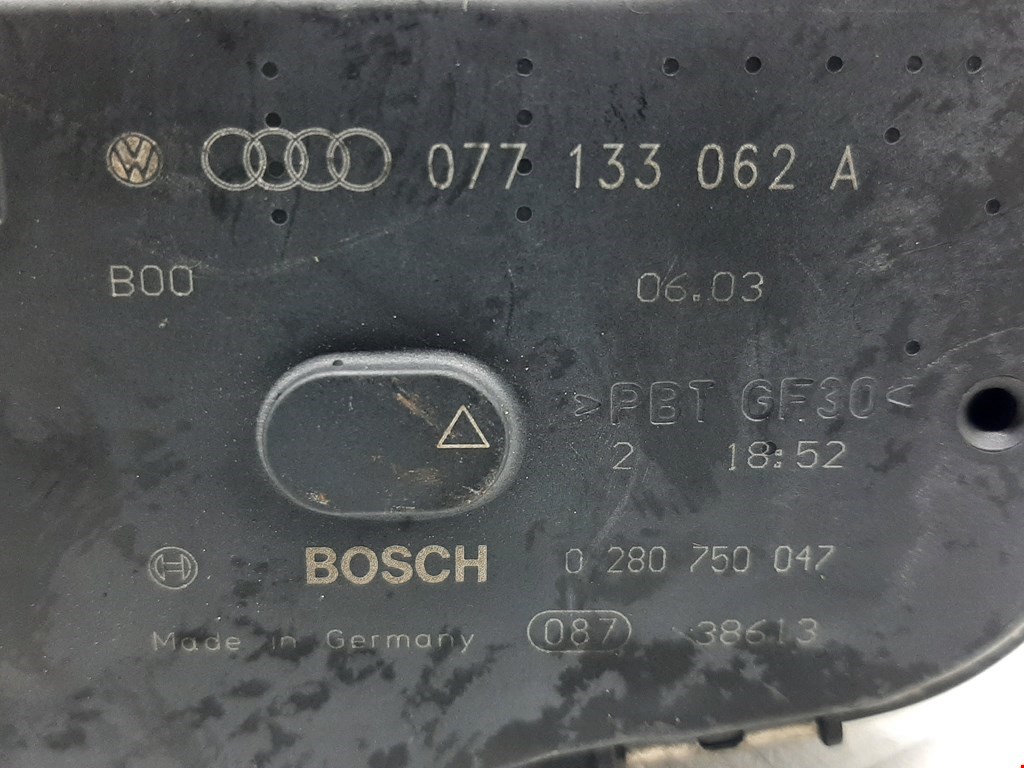 077 133 062 A
B00 06.03
>PBT GF30<
2 18:52
BOSCH 0 280 750 047
Made in Germany 087 38613